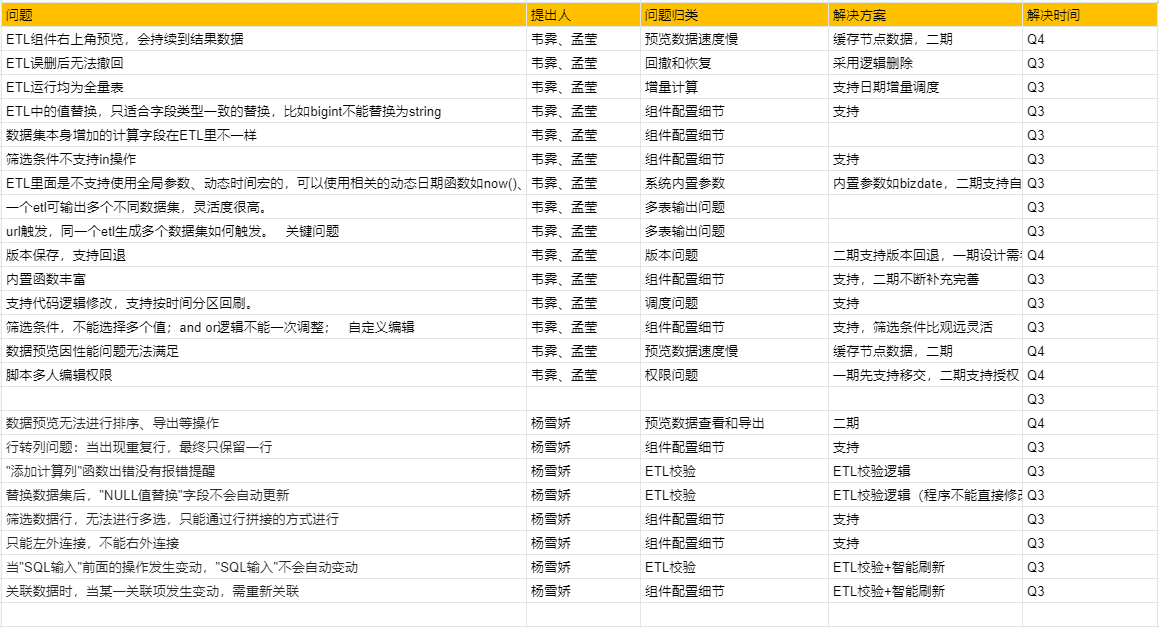 问题 提出人 问题归类 解决方案 解决时间
ETL组件右上角预览，会持续到结果数据 韦霁、孟莹 预览数据速度慢 缓存节点数据，二期 Q4
ETL误删后无法撤回 韦霁、孟莹 回撤和恢复 采用逻辑删除 Q3
ETL运行均为全量表 韦霁、孟莹 增量计算 支持日期增量调度 Q3
ETL中的值替换，只适合字段类型一致的替换，比如bigint不能替换为string 韦霁、孟莹 组件配置细节 支持 Q3
数据集本身增加的计算字段在ETL里不一样 韦霁、孟莹 组件配置细节 Q3
筛选条件不支持in操作 韦霁、孟莹 组件配置细节 支持 Q3
ETL里面是不支持使用全局参数、动态时间宏的，可以使用相关的动态日期函数如now()、 韦霁、孟莹 系统内置参数 内置参数如bizdate，二期支持自 Q3
一个etl可输出多个不同数据集，灵活度很高。 韦霁、孟莹 多表输出问题 Q3
url触发，同一个etl生成多个数据集如何触发。 关键问题 韦霁、孟莹 多表输出问题 Q3
版本保存，支持回退 韦霁、孟莹 版本问题 二期支持版本回退，一期设计需 Q4
内置函数丰富 韦霁、孟莹 组件配置细节 支持，二期不断补充完善 Q3
支持代码逻辑修改，支持按时间分区回刷。 韦霁、孟莹 调度问题 支持 Q3
筛选条件，不能选择多个值；and or逻辑不能一次调整； 自定义编辑 韦霁、孟莹 组件配置细节 支持，筛选条件比观远灵活 Q3
数据预览因性能问题无法满足 韦霁、孟莹 预览数据速度慢 缓存节点数据，二期 Q4
脚本多人编辑权限 韦霁、孟莹 权限问题 一期先支持移交，二期支持授权 Q4
Q3
数据预览无法进行排序、导出等操作 杨雪娇 预览数据查看和导出 二期 Q4
行转列问题：当出现重复行，最终只保留一行 杨雪娇 组件配置细节 支持 Q3
"添加计算列"函数出错没有报错提醒 杨雪娇 ETL校验 ETL校验逻辑 Q3
替换数据集后，"NULL值替换"字段不会自动更新 杨雪娇 ETL校验 ETL校验逻辑（程序不能直接修改 Q3
筛选数据行，无法进行多选，只能通过行拼接的方式进行 杨雪娇 组件配置细节 支持 Q3
只能左外连接，不能右外连接 杨雪娇 组件配置细节 支持 Q3
当"SQL输入"前面的操作发生变动，"SQL输入"不会自动变动 杨雪娇 ETL校验 ETL校验+智能刷新 Q3
关联数据时，当某一关联项发生变动，需重新关联 杨雪娇 组件配置细节 ETL校验+智能刷新 Q3